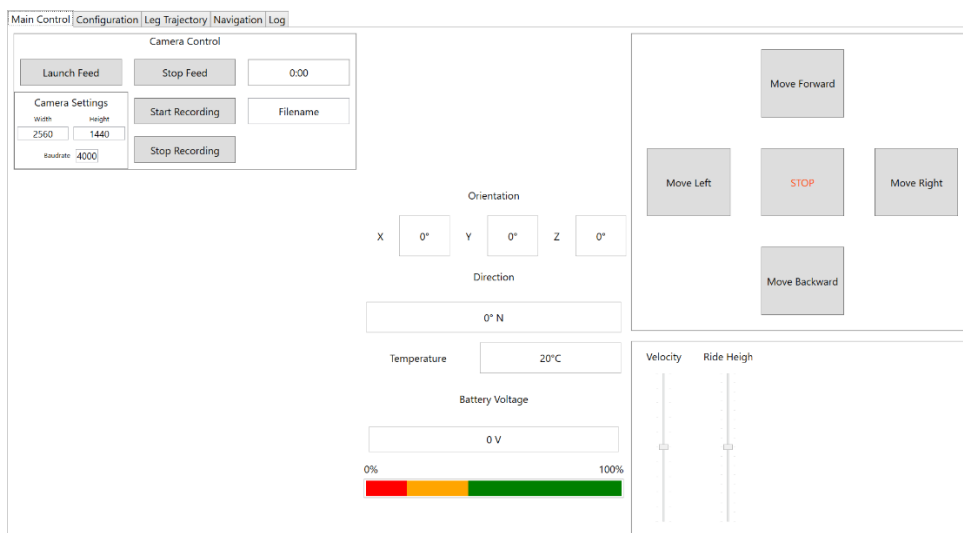 Main Control Configuration Leg Trajectory Navigation Log
Camera Control
Launch Feed Stop Feed 0:00
Camera Settings
Width Height
2560 1440
Baudrate 4000
Start Recording Filename
Stop Recording
Orientation
X 0° Y 0° Z 0°
Direction
0° N
Temperature 20°C
Battery Voltage
0 V
0% 100%
Move Forward
Move Left STOP Move Right
Move Backward
Velocity Ride Heigh